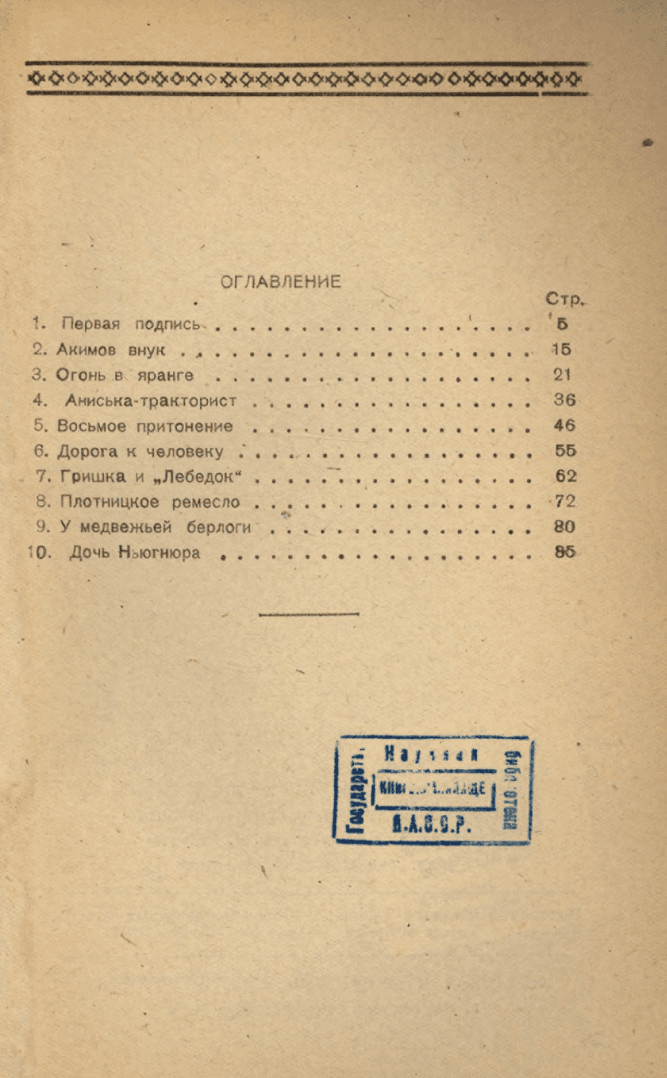 ОГЛАВЛЕНИЕ
Стр.
1. Первая подпись . . . . . . . . . . . . . . . . . . . 5
2. Акимов внук . . . . . . . . . . . . . . . . . . . . . 15
3. Огонь в яранге . . . . . . . . . . . . . . . . . . . 21
4. Аниська-тракторист . . . . . . . . . . . . . . . . . 36
5. Восьмое притонение . . . . . . . . . . . . . . . . . 46
6. Дорога к человеку . . . . . . . . . . . . . . . . . . 55
7. Гришка и „Лебедок“ . . . . . . . . . . . . . . . . . 62
8. Плотницкое ремесло . . . . . . . . . . . . . . . . . 72
9. У медвежьей берлоги . . . . . . . . . . . . . . . . 80
10. Дочь Ньюгнюра . . . . . . . . . . . . . . . . . . . 85
Государств.
Научная